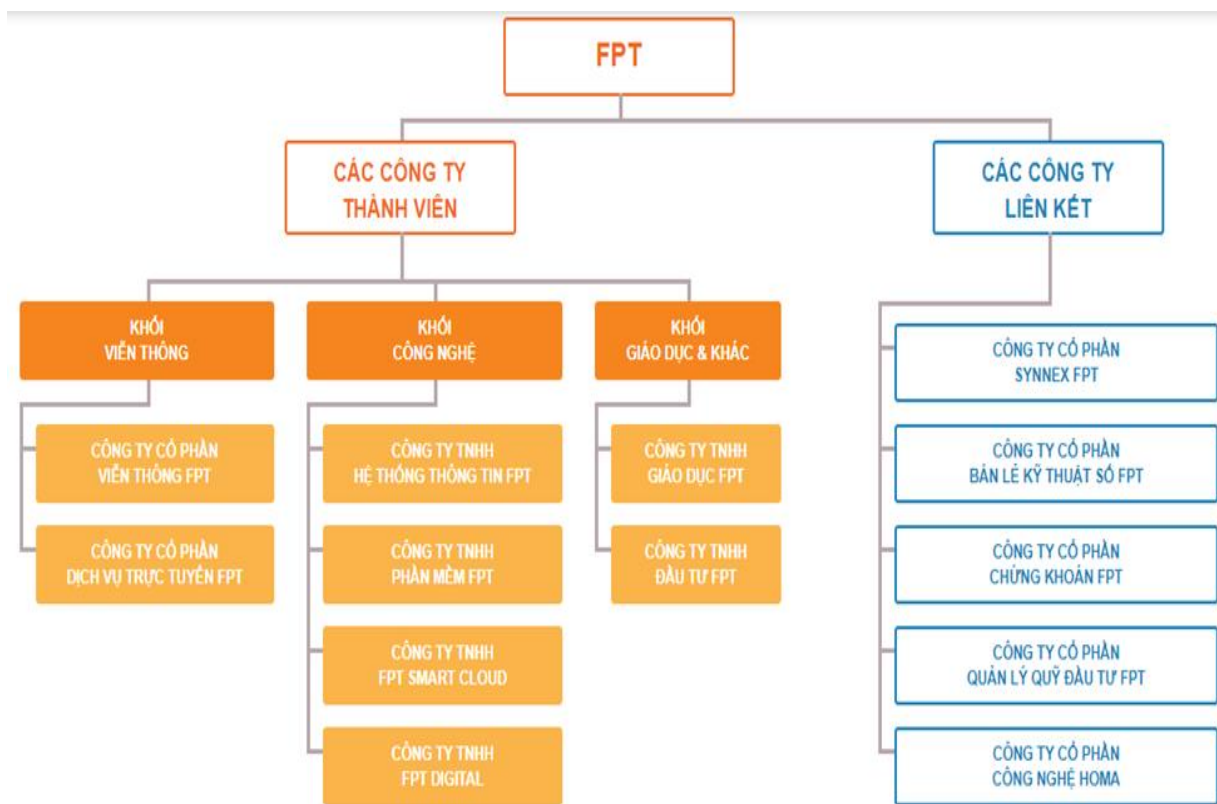 FPT
CÁC CÔNG TY
THÀNH VIÊN
CÁC CÔNG TY
LIÊN KẾT
KHỐI
VIỄN THÔNG
KHỐI
CÔNG NGHỆ
KHỐI
GIÁO DỤC & KHÁC
CÔNG TY CỔ PHẦN
VIỄN THÔNG FPT
CÔNG TY CỔ PHẦN
DỊCH VỤ TRỰC TUYẾN FPT
CÔNG TY TNHH
HỆ THỐNG THÔNG TIN FPT
CÔNG TY TNHH
PHẦN MỀM FPT
CÔNG TY TNHH
FPT SMART CLOUD
CÔNG TY TNHH
FPT DIGITAL
CÔNG TY TNHH
GIÁO DỤC FPT
CÔNG TY TNHH
ĐẦU TƯ FPT
CÔNG TY CỔ PHẦN
SYNNEX FPT
CÔNG TY CỔ PHẦN
BÁN LẺ KỸ THUẬT SỐ FPT
CÔNG TY CỔ PHẦN
CHỨNG KHOÁN FPT
CÔNG TY CỔ PHẦN
QUẢN LÝ QUỸ ĐẦU TƯ FPT
CÔNG TY CỔ PHẦN
CÔNG NGHỆ HOMA